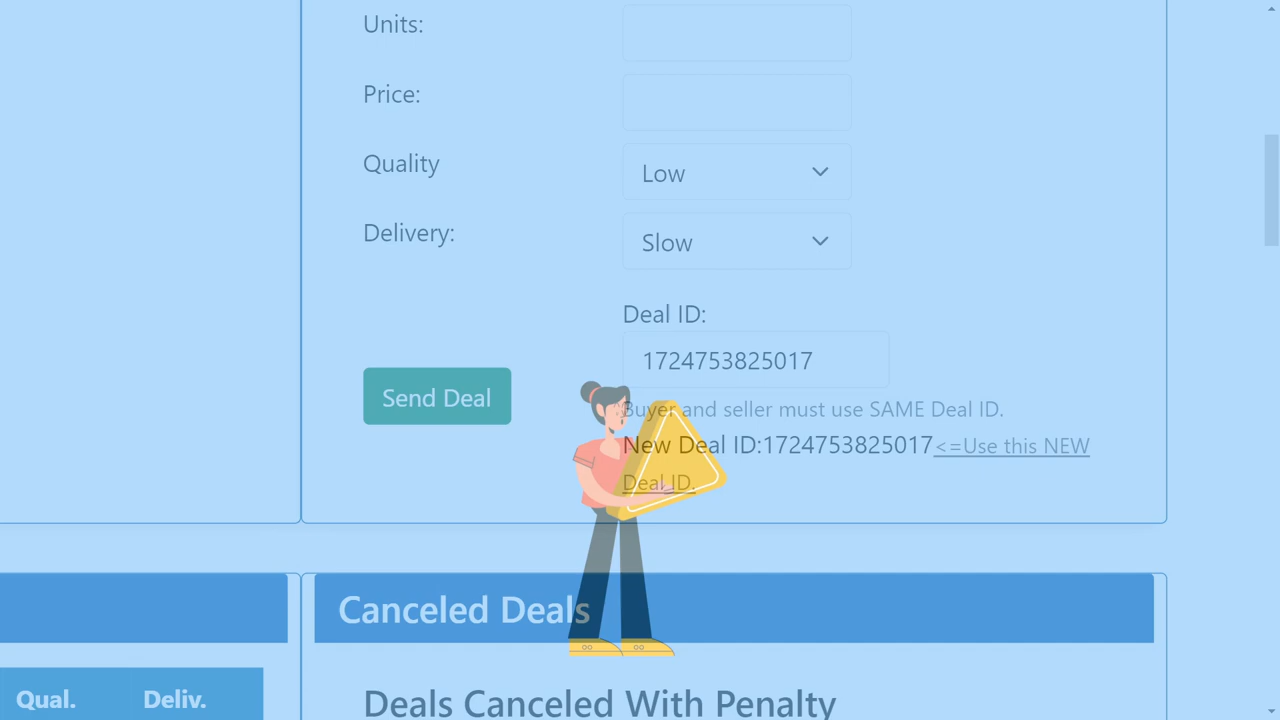 Units:
Price:
Quality
Low
Delivery:
Slow
Deal ID:
1724753825017
Send Deal
Buyer and seller must use SAME Deal ID.
New Deal ID:1724753825017<=Use this NEW
Deal ID.
Canceled Deals
Qual.
Deliv.
Deals Canceled With Penalty